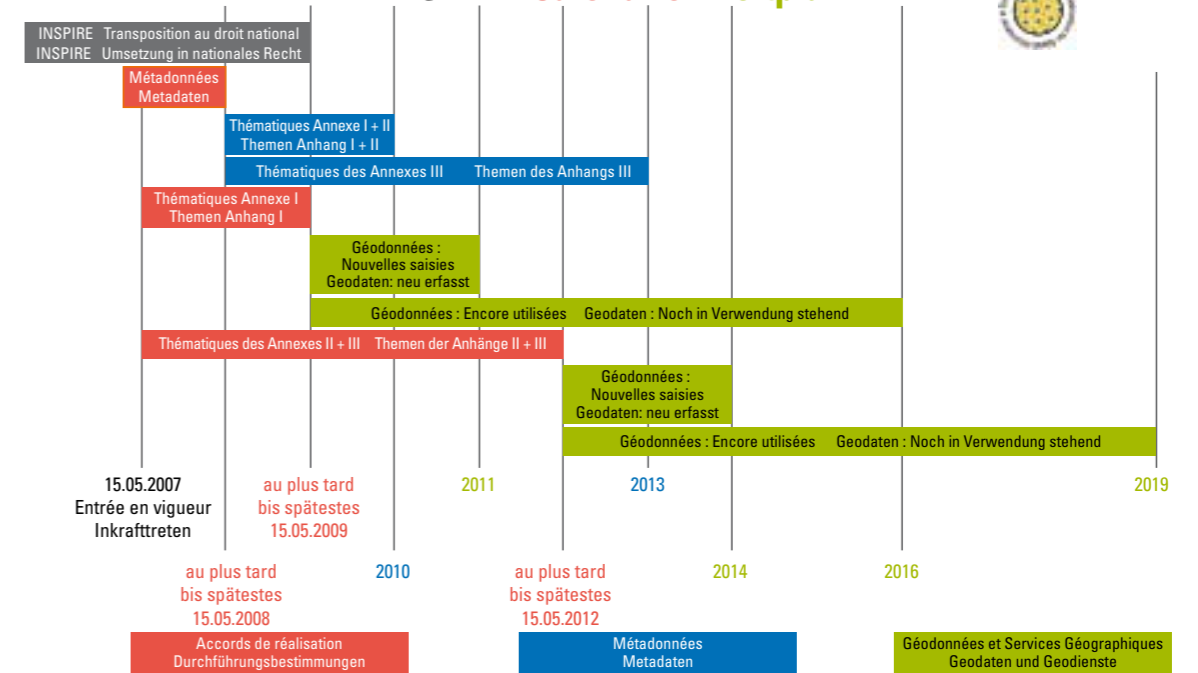 INSPIRE Transposition au droit national
INSPIRE Umsetzung in nationales Recht
Métadonnées
Metadaten
Thématiques Annexe I + II
Themen Anhang I + II
Thématiques des Annexes III Themen des Anhangs III
Thématiques Annexe I
Themen Anhang I
Géodonnées :
Nouvelles saisies
Geodaten: neu erfasst
Géodonnées : Encore utilisées Geodaten : Noch in Verwendung stehend
Thématiques des Annexes II + III Themen der Anhänge II + III
Géodonnées :
Nouvelles saisies
Geodaten: neu erfasst
Géodonnées : Encore utilisées Geodaten : Noch in Verwendung stehend
15.05.2007
Entrée en vigueur
Inkrafttreten
au plus tard
bis spätestes
15.05.2009
2011
2013
2019
au plus tard
bis spätestes
15.05.2008
2010
au plus tard
bis spätestes
15.05.2012
2014
2016
Accords de réalisation
Durchführungsbestimmungen
Métadonnées
Metadaten
Géodonnées et Services Géographiques
Geodaten und Geodienste